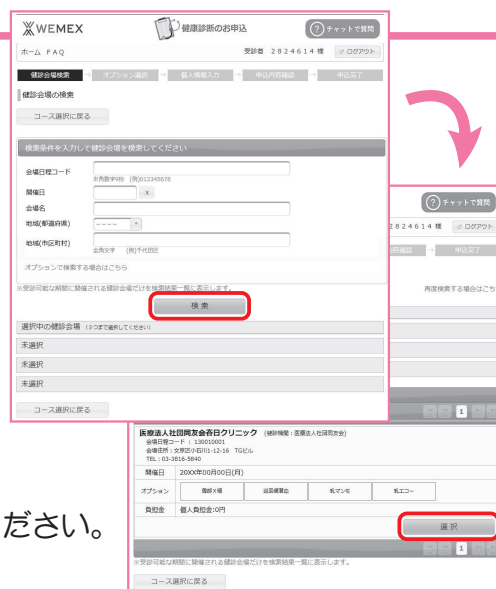 WEMEX
健康診断のお申込
? チャットで質問
ホーム FAQ
受診者 2824614 様
ログアウト
健診会場検索 → オプション選択 → 個人情報入力 → 申込内容確認 → 申込完了
健診会場の検索
コース選択に戻る
検索条件を入力して健診会場を検索してください
会場日程コード
※角数字9桁 (例)012345678
開催日
x
会場名
地域(都道府県)
----
地域(市区町村)
全角文字 (例)千代田区
オプションで検索する場合はこちら
※受診可能な期間に開催される健診会場だけを検索結果一覧に表示します。
検 索
選択中の健診会場 (3つまで選択してください)
未選択
未選択
未選択
コース選択に戻る
? チャットで質問
2824614 様
ログアウト
容確認 → 申込完了
再度検索する場合はこち
1
医療法人社団同友会春日クリニック (健診機関:医療法人社団同友会)
会場日程コード : 130010001
会場住所 : 文京区小石川1-12-16 TGビル
TEL : 03-3816-5840
開催日 20XX年00月00日(月)
オプション 胃部X線 乳マンモ 乳エコー
負担金 個人負担金:0円
選 択
1
※受診可能な期間に開催される健診会場だけを検索結果一覧に表示します。
コース選択に戻る
ださい。